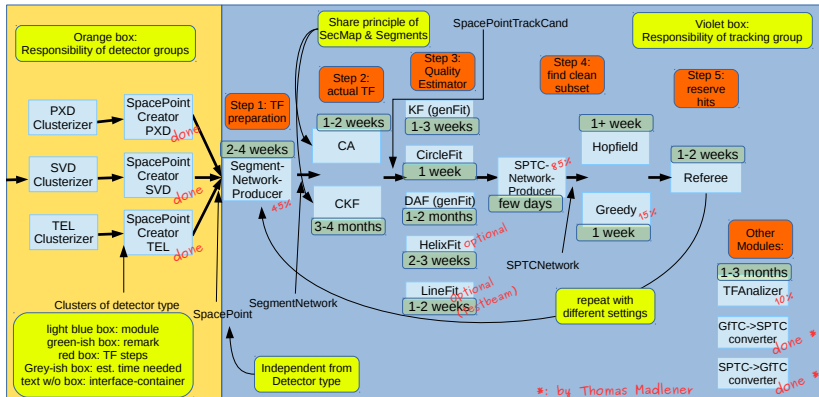 Orange box:
Responsibility of detector groups
Share principle of
SecMap & Segments
SpacePointTrackCand
Violet box:
Responsibility of tracking group
Step 1: TF
preparation
Step 2:
actual TF
Step 3:
Quality
Estimator
Step 4:
find clean
subset
Step 5:
reserve
hits
PXD
Clusterizer
SpacePoint
Creator
PXD
done
SVD
Clusterizer
SpacePoint
Creator
SVD
done
TEL
Clusterizer
SpacePoint
Creator
TEL
done
2-4 weeks
Segment-
Network-
Producer
45%
1-2 weeks
CA
CKF
3-4 months
KF (genFit)
1-3 weeks
CircleFit
1 week
DAF (genFit)
1-2 months
HelixFit
optional
2-3 weeks
LineFit
optional
(testbeam)
1-2 weeks
SPTC-
Network-
Producer
85%
few days
1+ week
Hopfield
Greedy
15%
1 week
1-2 weeks
Referee
Clusters of detector type
SpacePoint
SegmentNetwork
SPTCNetwork
repeat with
different settings
Other
Modules:
1-3 months
TFAnalizer
10%
GfTC->SPTC
converter
done *
SPTC->GfTC
converter
done *
light blue box: module
green-ish box: remark
red box: TF steps
Grey-ish box: est. time needed
text w/o box: interface-container
Independent from
Detector type
*: by Thomas Madlener